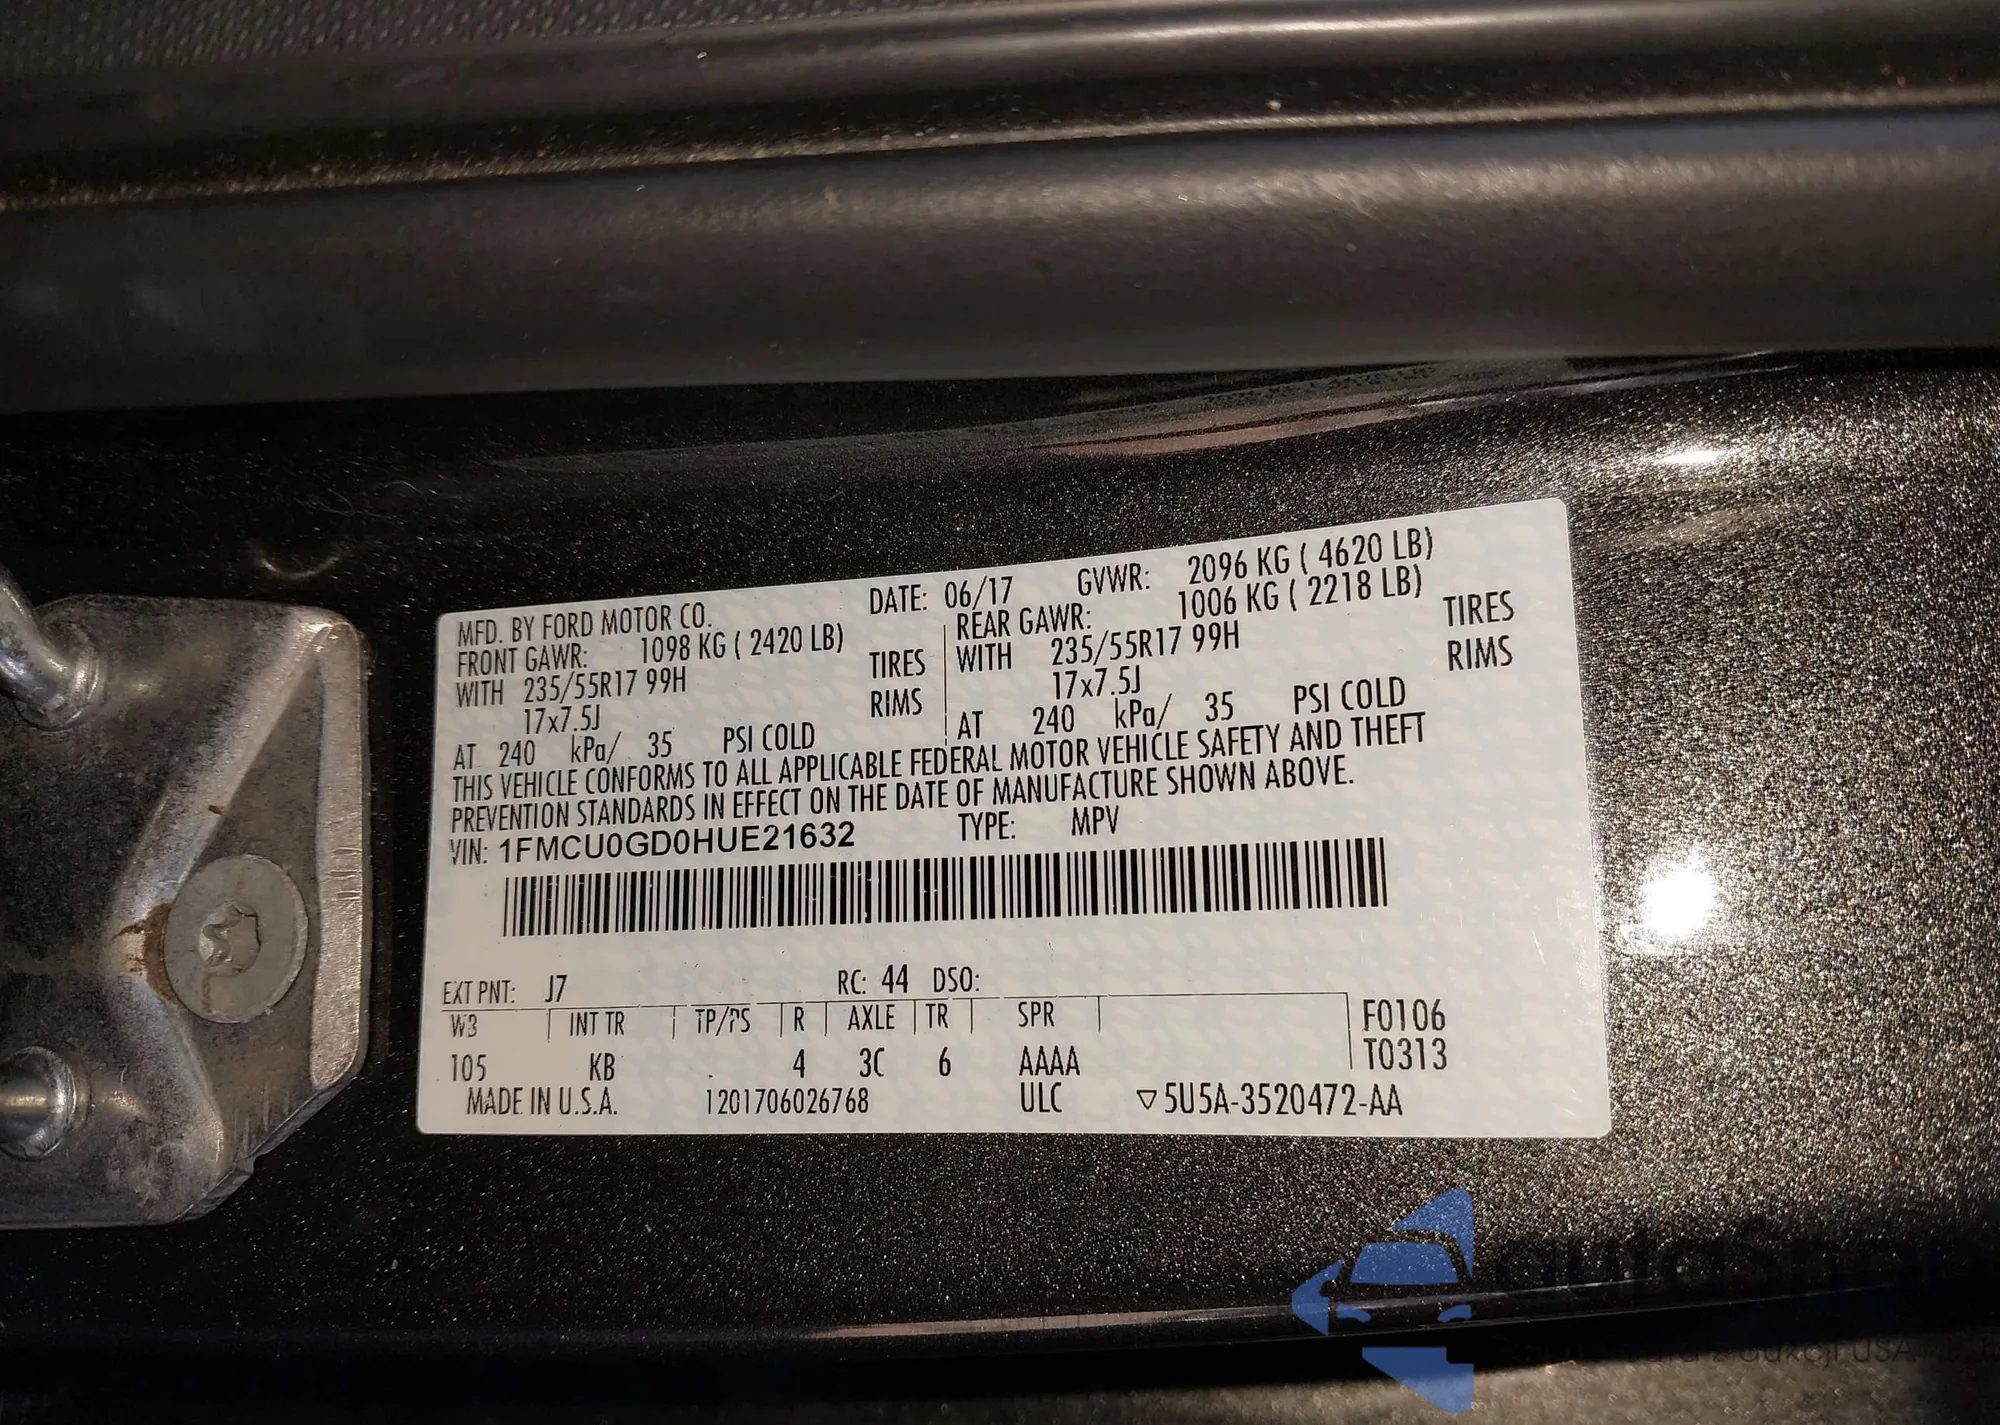 MFD. BY FORD MOTOR CO. DATE: 06/17 GVWR: 2096 KG ( 4620 LB)
FRONT GAWR: 1098 KG ( 2420 LB) REAR GAWR: 1006 KG ( 2218 LB)
WITH 235/55R17 99H TIRES WITH 235/55R17 99H TIRES
17x7.5J RIMS 17x7.5J RIMS
AT 240 kPa/ 35 PSI COLD AT 240 kPa/ 35 PSI COLD
THIS VEHICLE CONFORMS TO ALL APPLICABLE FEDERAL MOTOR VEHICLE SAFETY AND THEFT
PREVENTION STANDARDS IN EFFECT ON THE DATE OF MANUFACTURE SHOWN ABOVE.
VIN: 1FMCU0GD0HUE21632 TYPE: MPV
EXT PNT: J7 RC: 44 DSO:
WB INT TR TP/PS R AXLE TR SPR F0106
105 KB 4 3C 6 AAAA T0313
MADE IN U.S.A. 1201706026768 ULC ▽5U5A-3520472-AA